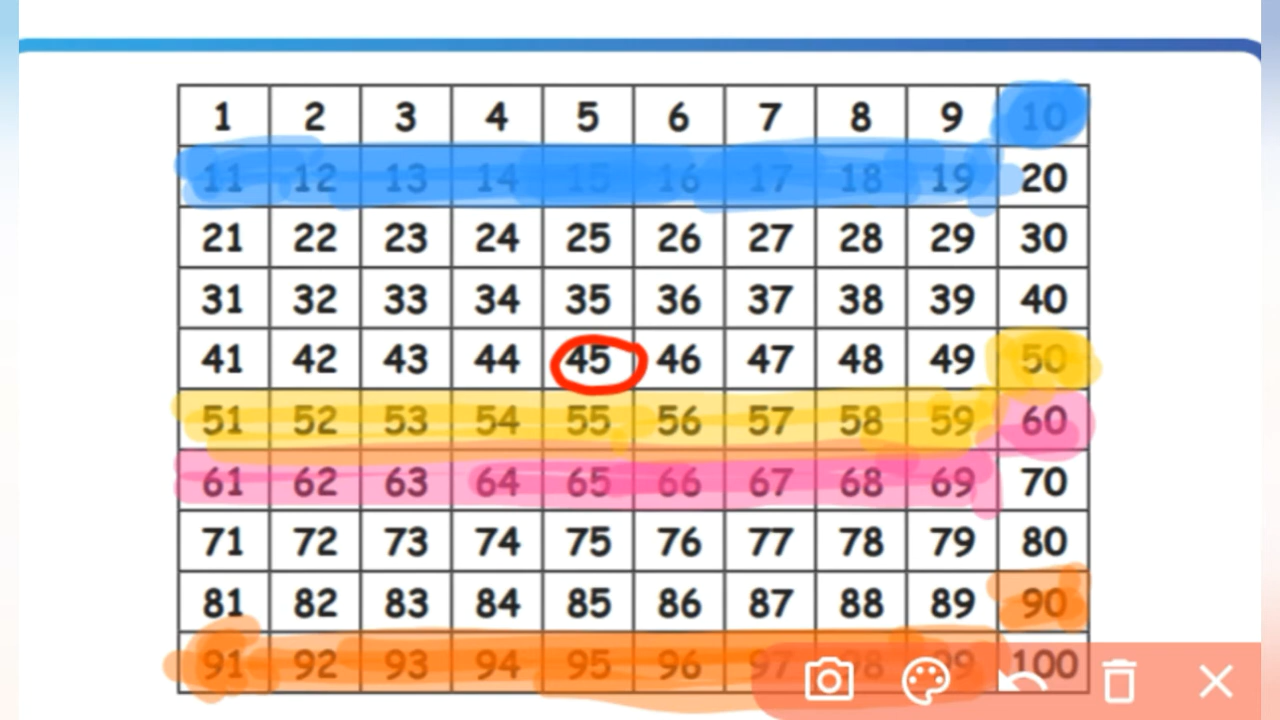 1 2 3 4 5 6 7 8 9 10
11 12 13 14 15 16 17 18 19 20
21 22 23 24 25 26 27 28 29 30
31 32 33 34 35 36 37 38 39 40
41 42 43 44 45 46 47 48 49 50
51 52 53 54 55 56 57 58 59 60
61 62 63 64 65 66 67 68 69 70
71 72 73 74 75 76 77 78 79 80
81 82 83 84 85 86 87 88 89 90
91 92 93 94 95 96 97 98 99 100